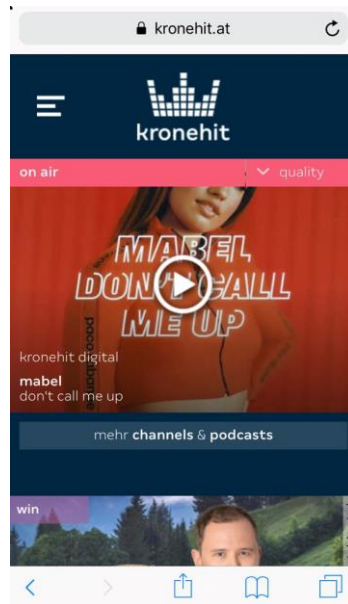 kronehit.at
kronehit
on air
quality
MABEL
DON'T CALL
ME UP
kronehit digital
mabel
don't call me up
mehr channels & podcasts
win